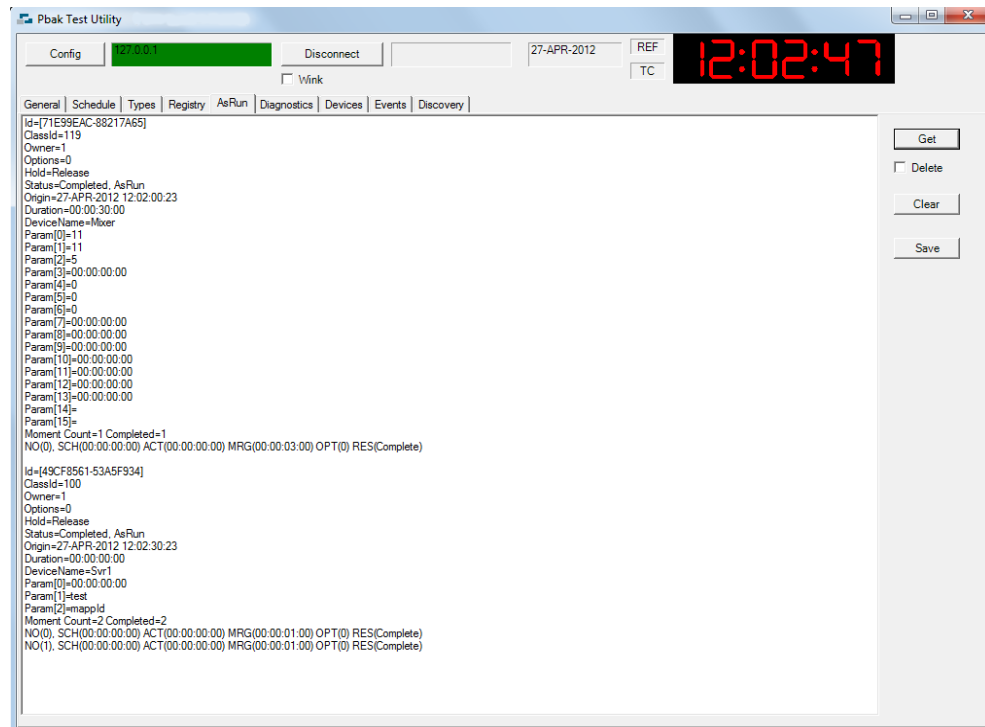 Pbak Test Utility
Config
127.0.0.1
Disconnect
27-APR-2012
REF
12:02:47
Wink
TC
General
Schedule
Types
Registry
AsRun
Diagnostics
Devices
Events
Discovery
Id=[71E99EAC-88217A65]
ClassId=119
Owner=1
Options=0
Hold=Release
Status=Completed, AsRun
Origin=27-APR-2012 12:02:00:23
Duration=00:00:30:00
DeviceName=Mixer
Param[0]=11
Param[1]=11
Param[2]=5
Param[3]=00:00:00:00
Param[4]=0
Param[5]=0
Param[6]=0
Param[7]=00:00:00:00
Param[8]=00:00:00:00
Param[9]=00:00:00:00
Param[10]=00:00:00:00
Param[11]=00:00:00:00
Param[12]=00:00:00:00
Param[13]=00:00:00:00
Param[14]=
Param[15]=
Moment Count=1 Completed=1
NO(0), SCH(00:00:00:00) ACT(00:00:00:00) MRG(00:00:03:00) OPT(0) RES(Complete)
Id=[49CF8561-53A5F934]
ClassId=100
Owner=1
Options=0
Hold=Release
Status=Completed, AsRun
Origin=27-APR-2012 12:02:30:23
Duration=00:00:00:00
DeviceName=Svr1
Param[0]=00:00:00:00
Param[1]=test
Param[2]=mappId
Moment Count=2 Completed=2
NO(0), SCH(00:00:00:00) ACT(00:00:00:00) MRG(00:00:01:00) OPT(0) RES(Complete)
NO(1), SCH(00:00:00:00) ACT(00:00:00:00) MRG(00:00:01:00) OPT(0) RES(Complete)
Get
Delete
Clear
Save